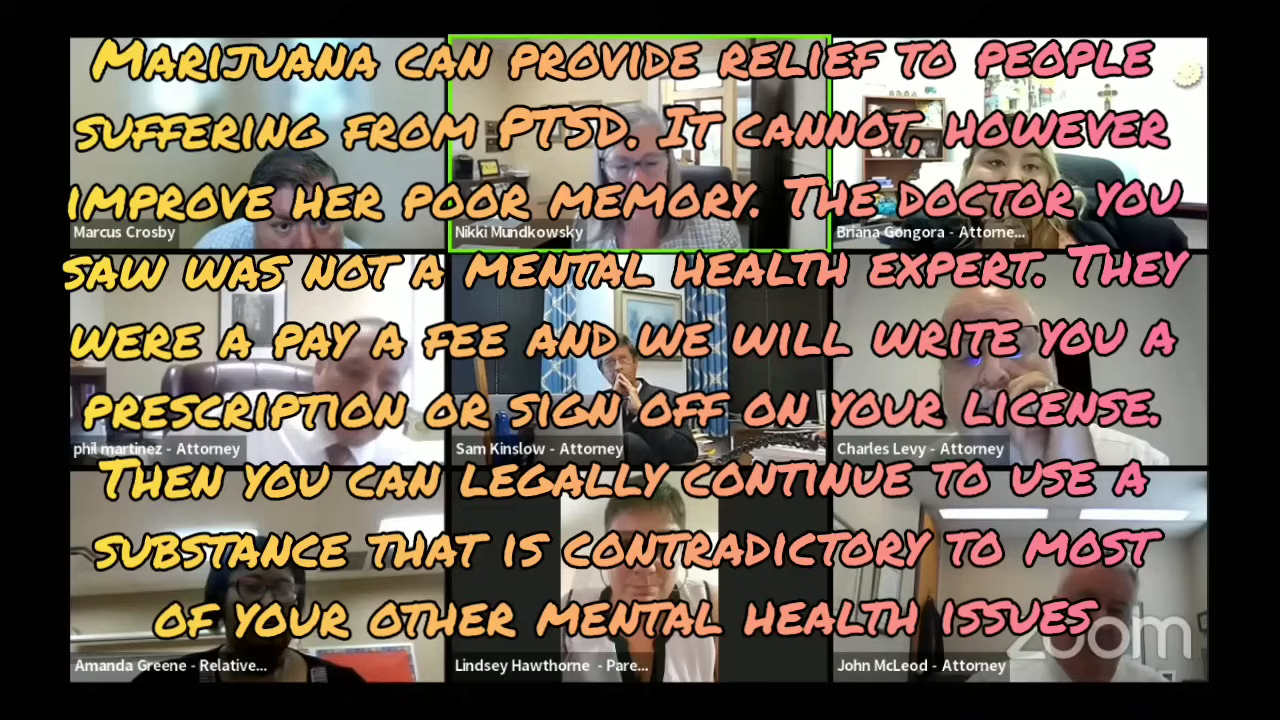 Marijuana can provide relief to people
suffering from PTSD. It cannot, however
improve her poor memory. The doctor you
Marcus Crosby
Nikki Mundkowsky
Briana Gongora - Attorne...
saw was not a mental health expert. They
were a pay a fee and we will write you a
prescription or sign off on your license.
phil martinez - Attorney
Sam Kinslow - Attorney
Charles Levy - Attorney
Then you can legally continue to use a
substance that is contradictory to most
of your other mental health issues
zoom
Amanda Greene - Relative...
Lindsey Hawthorne - Pare...
John McLeod - Attorney